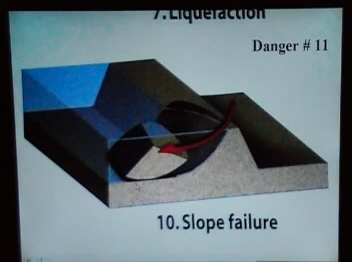 7. Liquefaction
Danger # 11
10. Slope failure